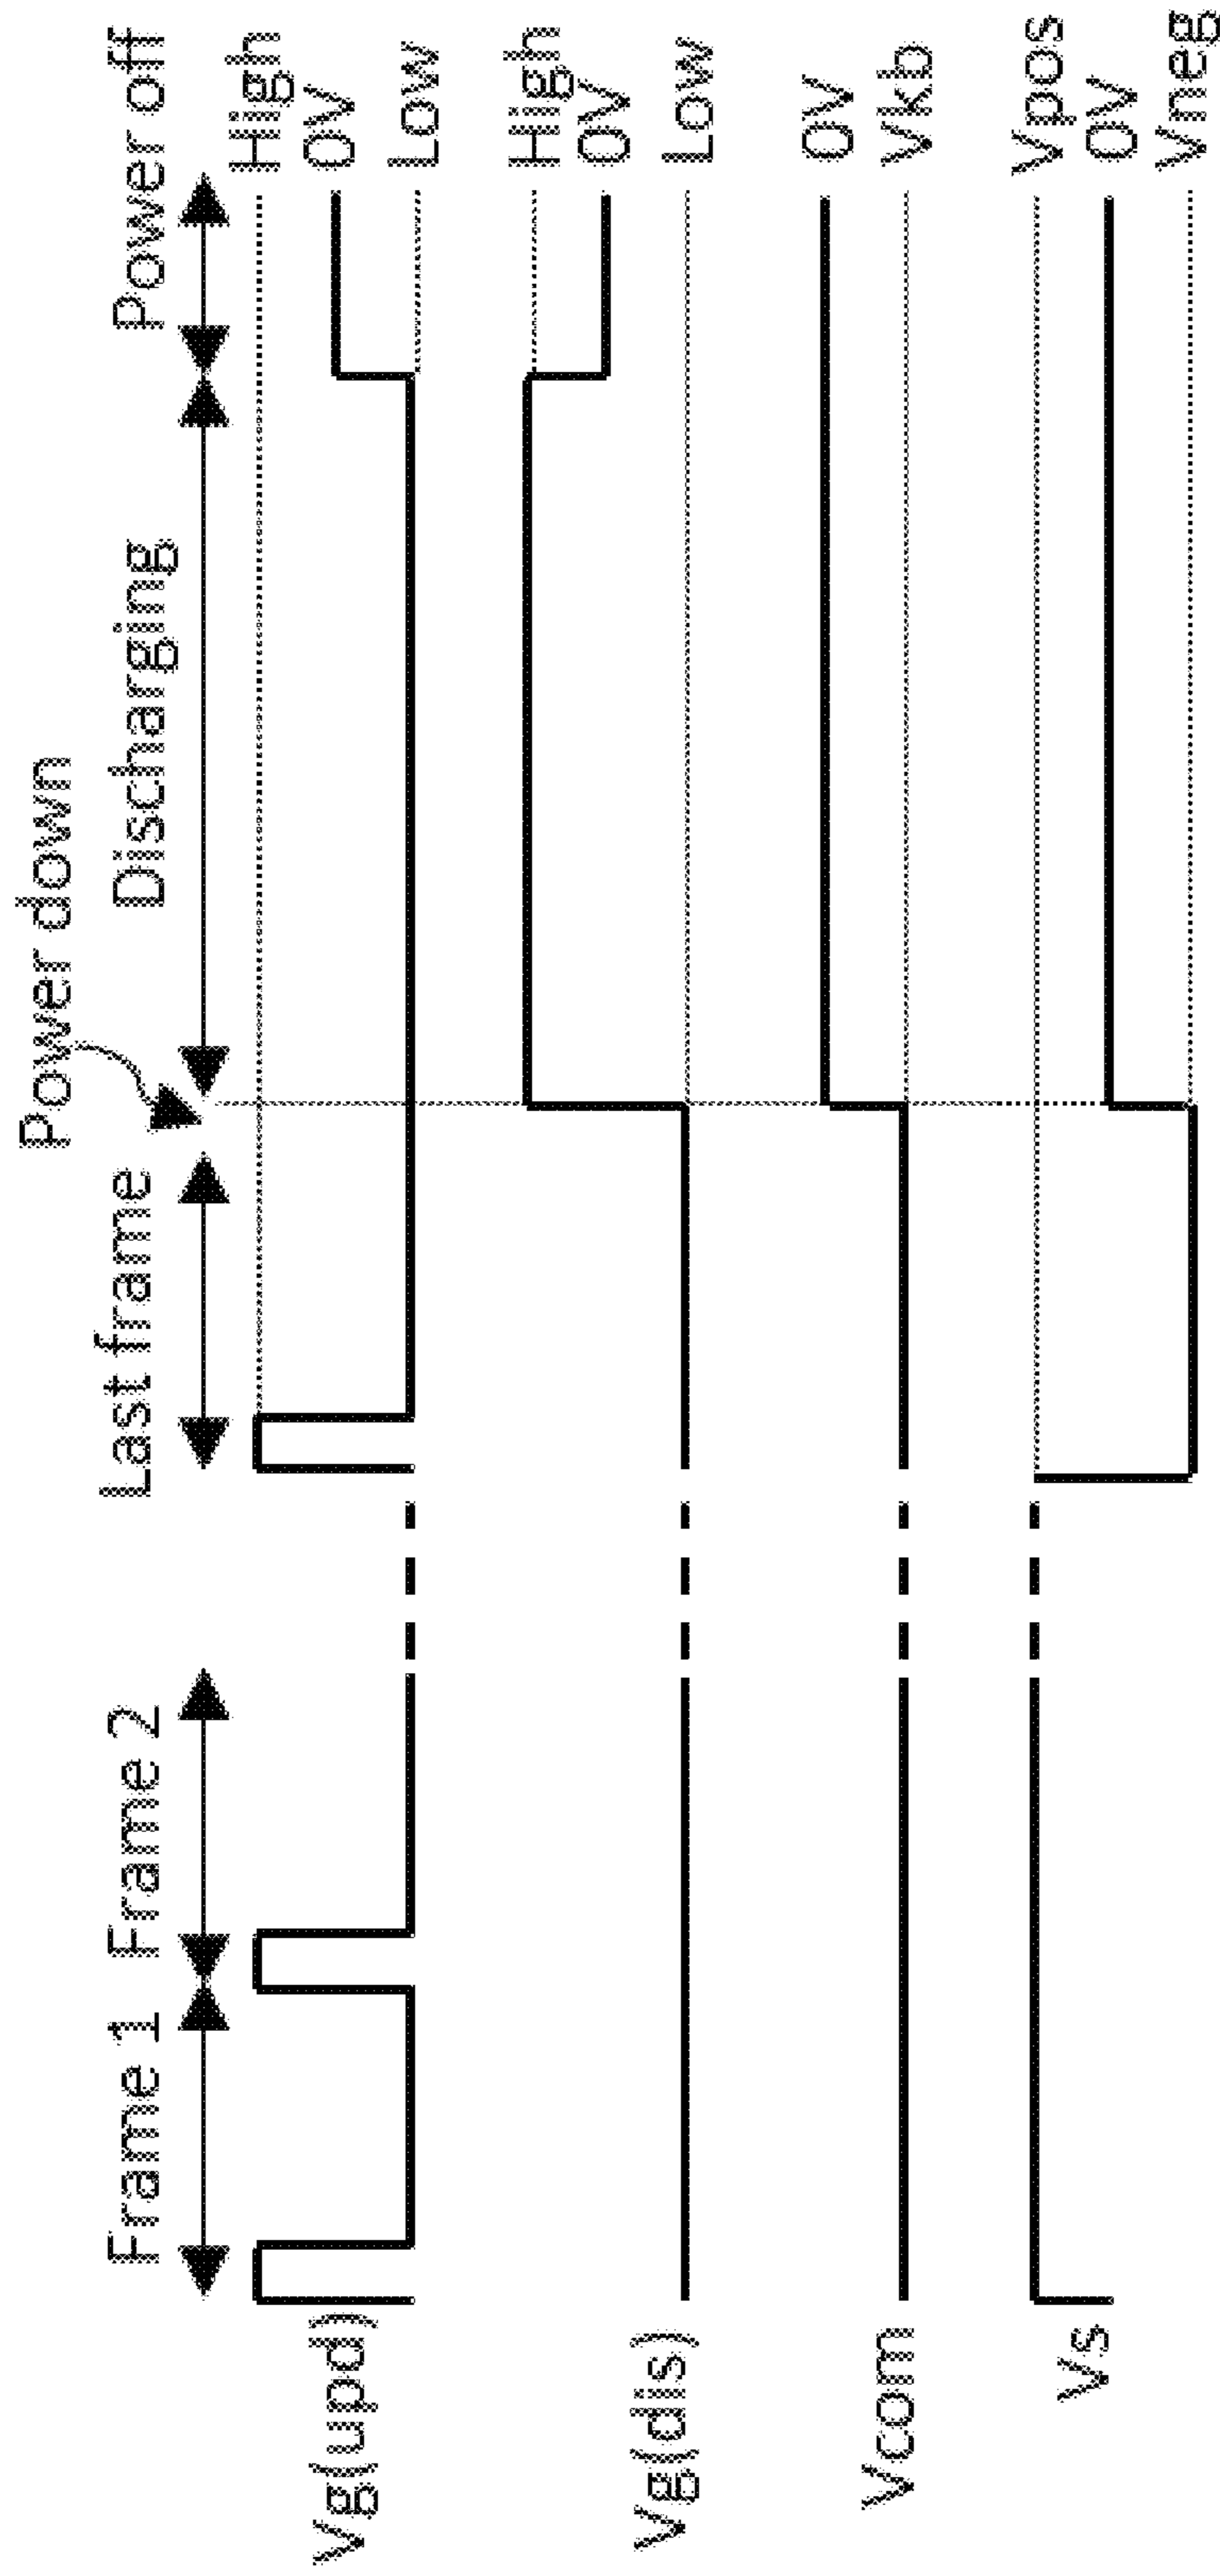 Power down
Frame 1
Frame 2
Last frame
Discharging
Power off
Vg(upd)
High
0V
Low
Vg(dis)
High
0V
Low
Vcom
0V
Vkb
Vs
Vpos
0V
Vneg